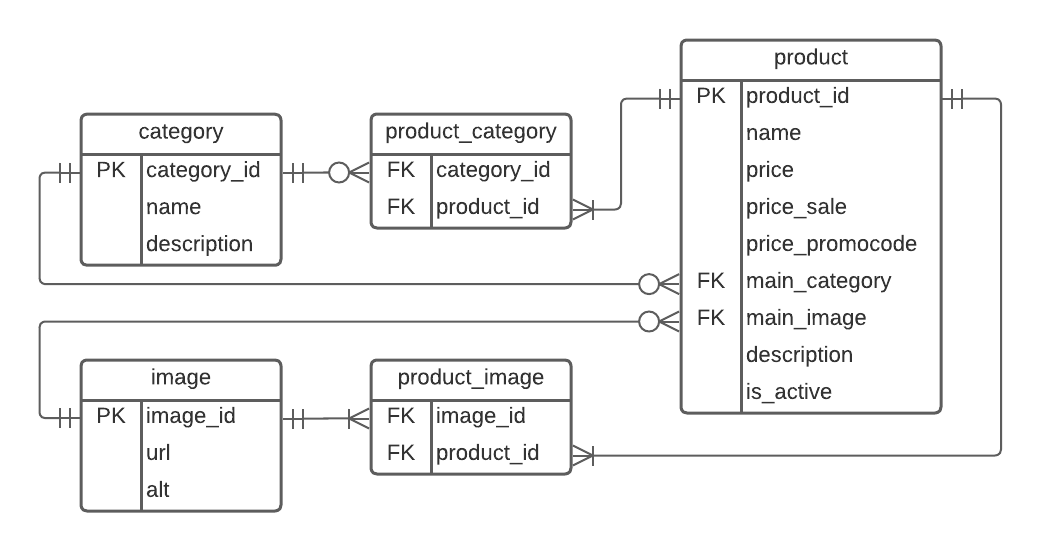 category
PK category_id
name
description
product_category
FK category_id
FK product_id
product
PK product_id
name
price
price_sale
price_promocode
FK main_category
FK main_image
description
is_active
image
PK image_id
url
alt
product_image
FK image_id
FK product_id